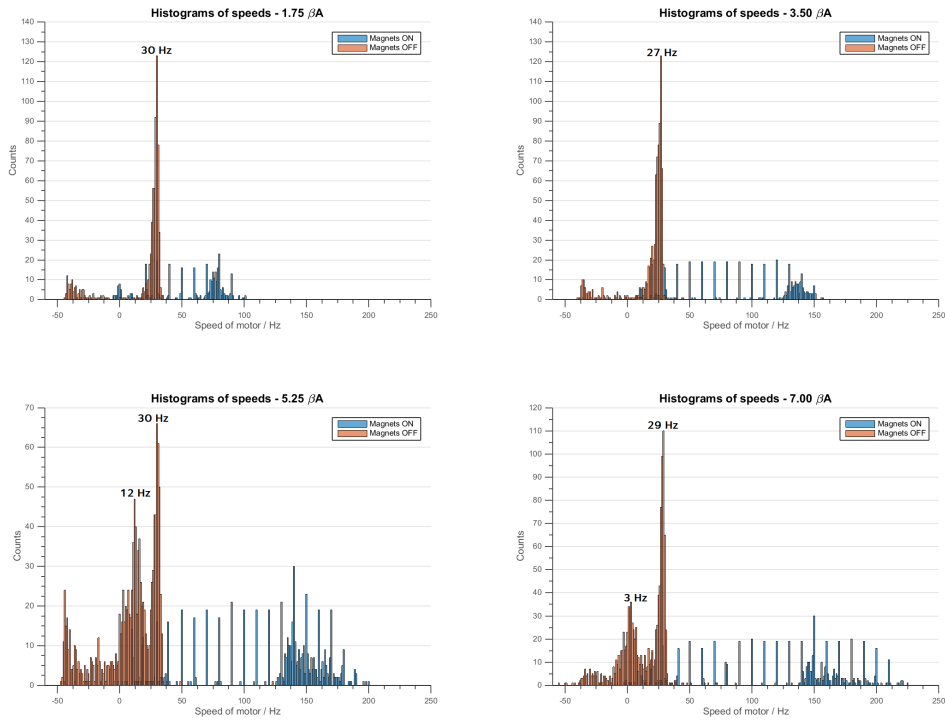 Histograms of speeds - 1.75 βA
140
130
120
110
100
90
80
70
60
50
40
30
20
10
0
Counts
30 Hz
Magnets ON
Magnets OFF
-50 0 50 100 150 200 250
Speed of motor / Hz
Histograms of speeds - 3.50 βA
140
130
120
110
100
90
80
70
60
50
40
30
20
10
0
Counts
27 Hz
Magnets ON
Magnets OFF
-50 0 50 100 150 200 250
Speed of motor / Hz
Histograms of speeds - 5.25 βA
70
60
50
40
30
20
10
0
Counts
30 Hz
12 Hz
Magnets ON
Magnets OFF
-50 0 50 100 150 200 250
Speed of motor / Hz
Histograms of speeds - 7.00 βA
120
110
100
90
80
70
60
50
40
30
20
10
0
Counts
29 Hz
3 Hz
Magnets ON
Magnets OFF
-50 0 50 100 150 200 250
Speed of motor / Hz